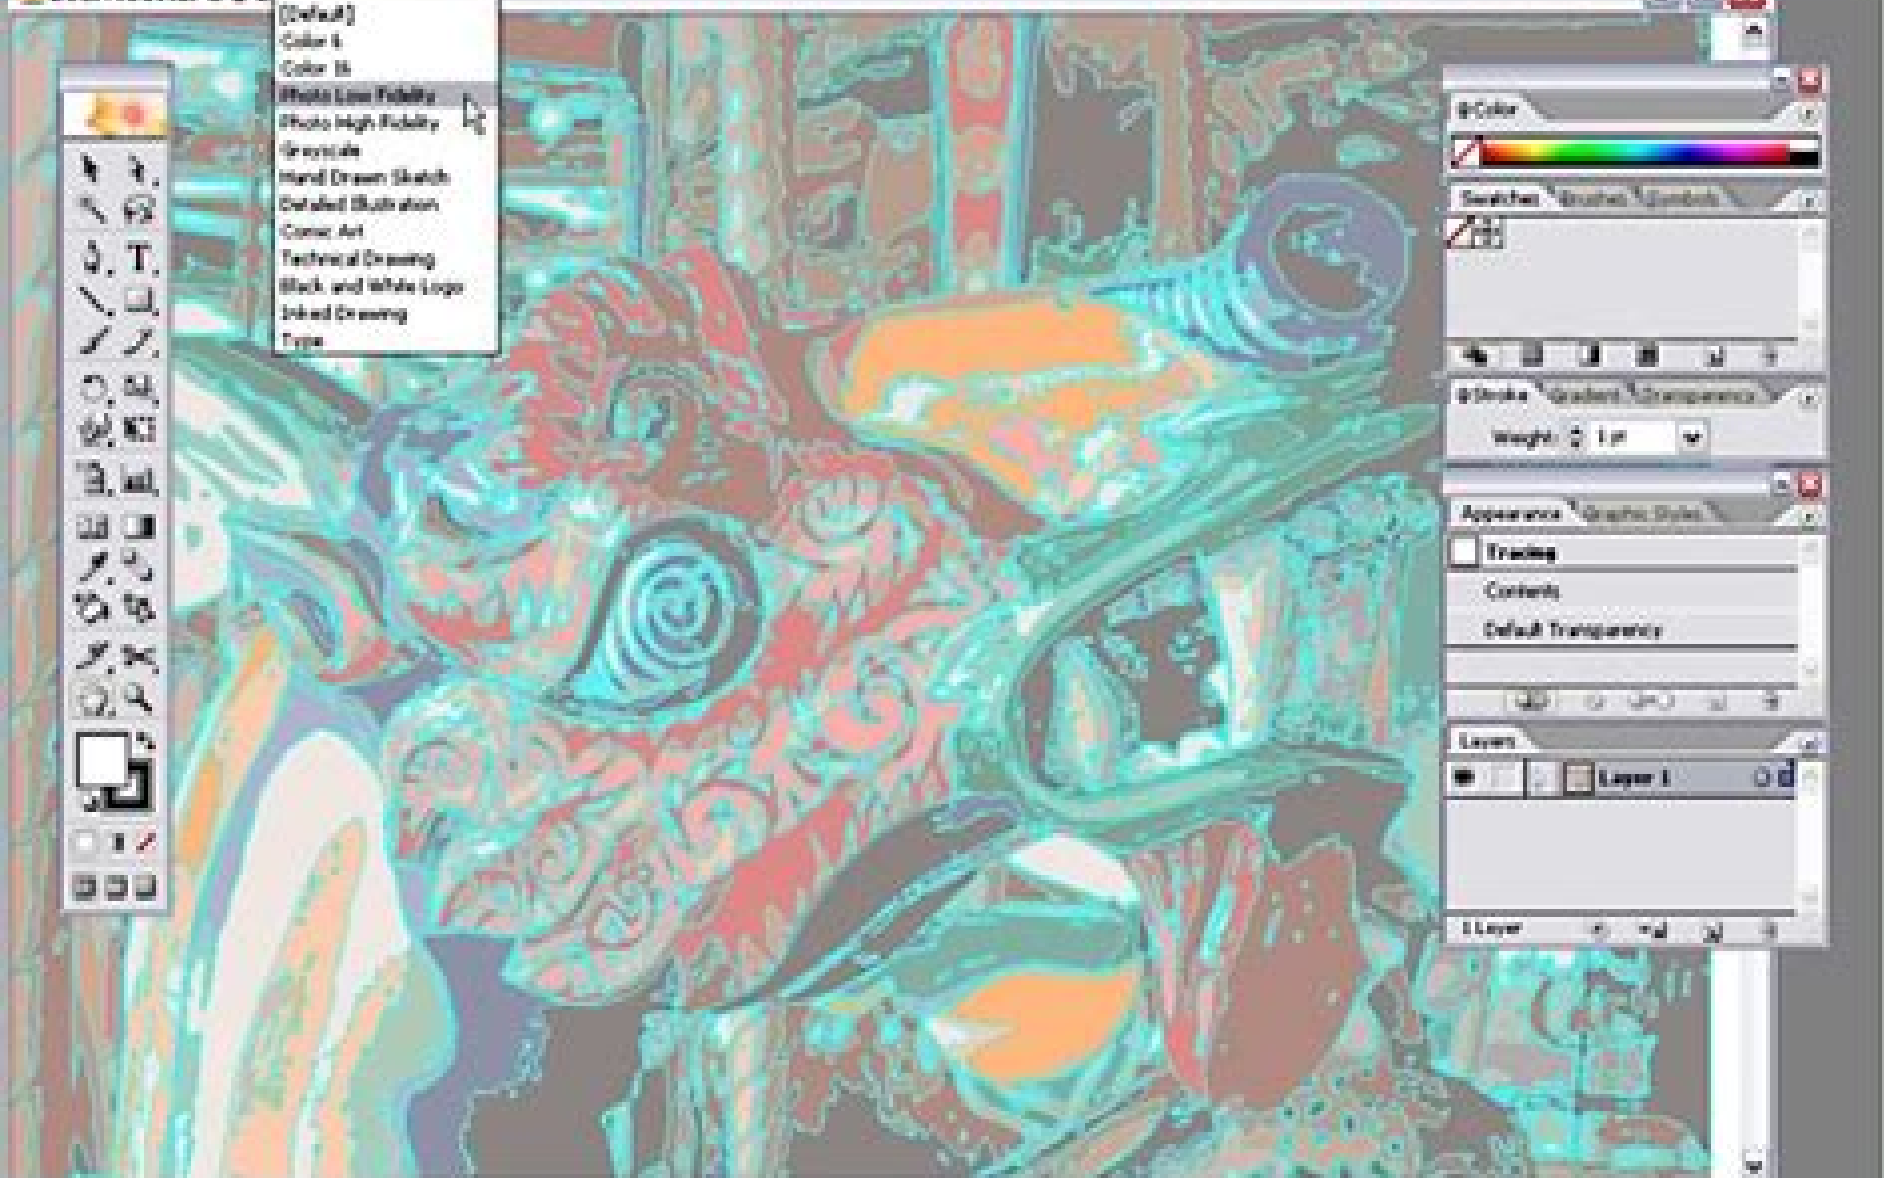 [Default]
Color 6
Color 16
Photo Low Fidelity
Photo High Fidelity
Grayscale
Hand Drawn Sketch
Detailed Illustration
Comic Art
Technical Drawing
Black and White Logo
Inked Drawing
Type
T
Color
Swatches Brushes Symbols
Stroke Gradient Transparency
Weight: 1 pt
Appearance Graphic Styles
Tracing
Contents
Default Transparency
Layers
Layer 1
1 Layer